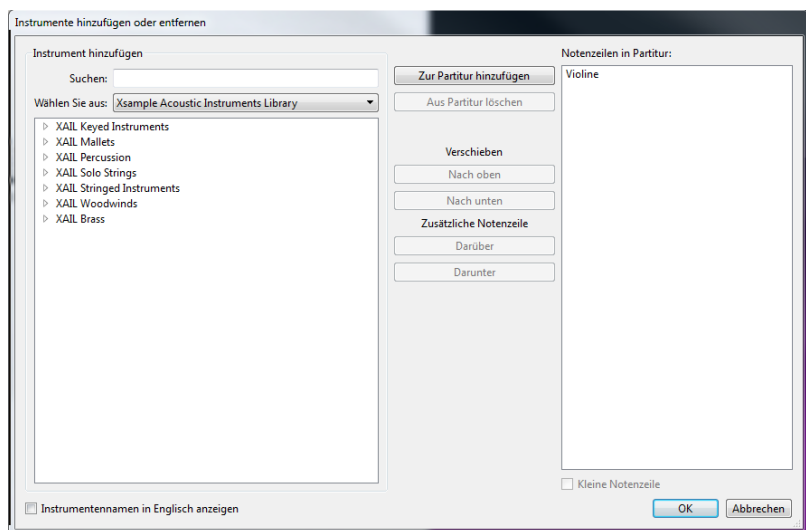 Instrumente hinzufügen oder entfernen
Instrument hinzufügen
Suchen:
Wählen Sie aus: Xsample Acoustic Instruments Library
XAIL Keyed Instruments
XAIL Mallets
XAIL Percussion
XAIL Solo Strings
XAIL Stringed Instruments
XAIL Woodwinds
XAIL Brass
Zur Partitur hinzufügen
Aus Partitur löschen
Verschieben
Nach oben
Nach unten
Zusätzliche Notenzeile
Darüber
Darunter
Notenzeilen in Partitur:
Violine
Kleine Notenzeile
Instrumentennamen in Englisch anzeigen
OK
Abbrechen